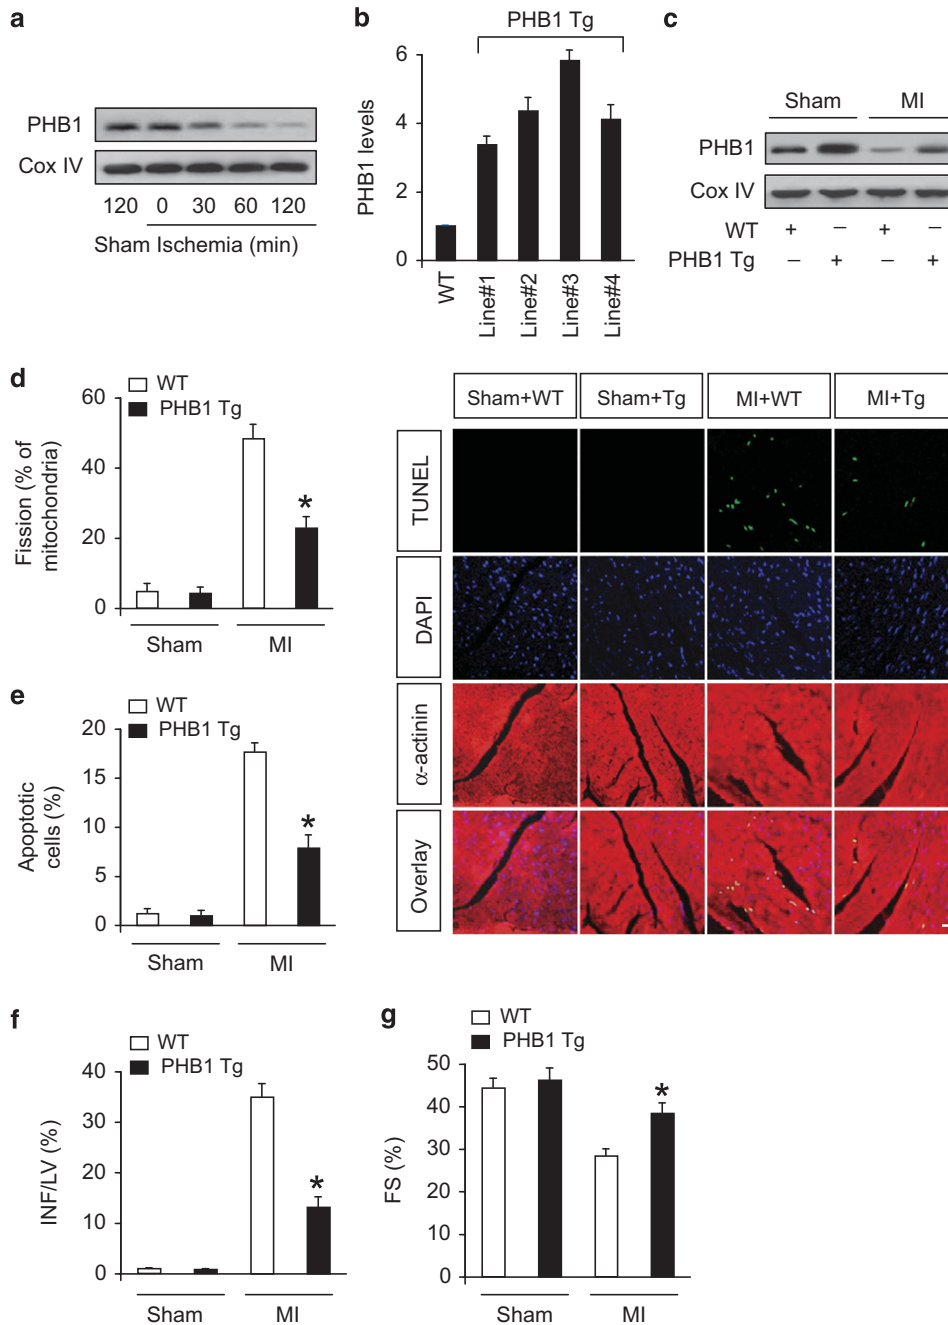 a
PHB1
Cox IV
120 0 30 60 120
Sham Ischemia (min)
b
PHB1 Tg
PHB1 levels
6
4
2
0
WT
Line#1
Line#2
Line#3
Line#4
c
Sham MI
PHB1
Cox IV
WT + – + –
PHB1 Tg – + – +
d
WT
PHB1 Tg
Fission (% of
mitochondria)
60
40
20
0
*
Sham MI
e
WT
PHB1 Tg
Apoptotic
cells (%)
20
15
10
5
0
*
Sham MI
Sham+WT Sham+Tg MI+WT MI+Tg
TUNEL
DAPI
α-actinin
Overlay
f
WT
PHB1 Tg
INF/LV (%)
40
30
20
10
0
*
Sham MI
g
WT
PHB1 Tg
FS (%)
50
40
30
20
10
0
*
Sham MI